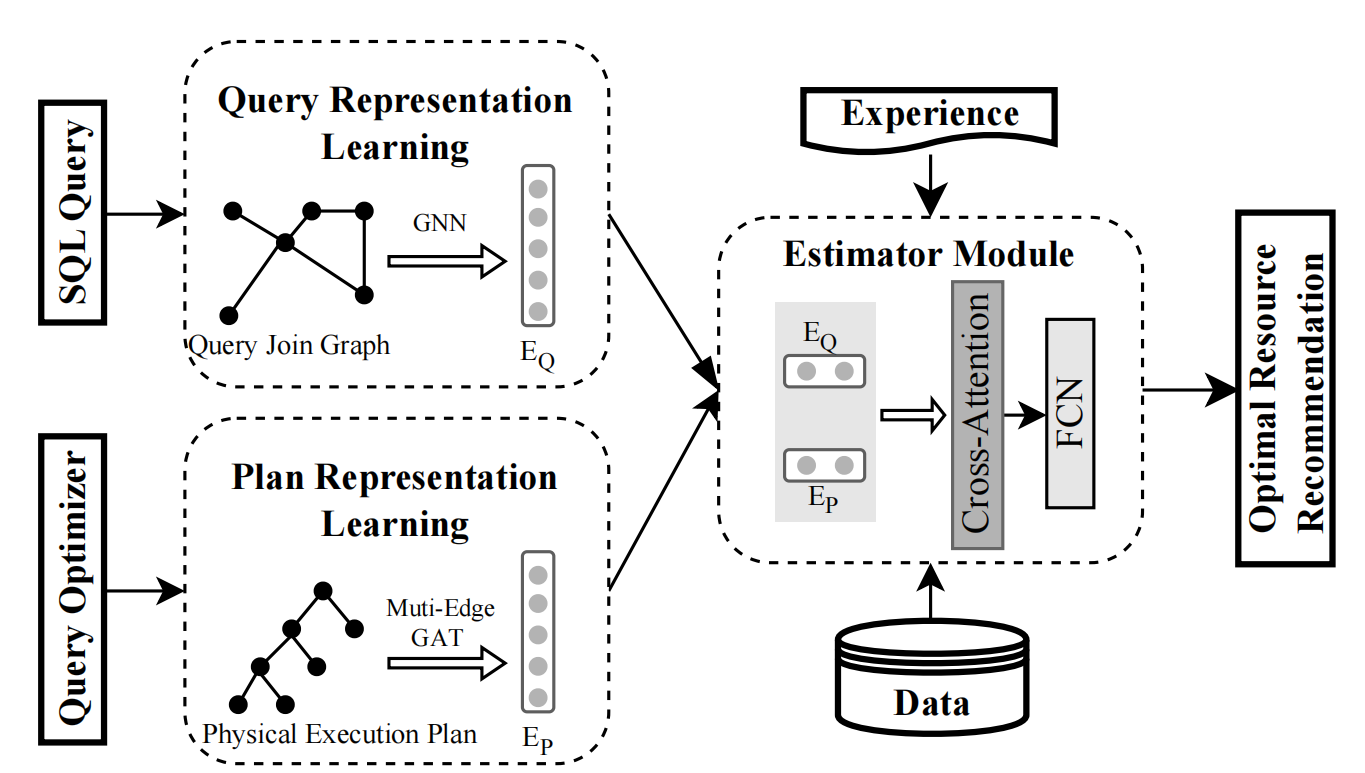 SQL Query
Query Representation
Learning
GNN
Query Join Graph
E_Q
Query Optimizer
Plan Representation
Learning
Muti-Edge
GAT
Physical Execution Plan
E_P
Experience
Estimator Module
E_Q
E_P
Cross-Attention
FCN
Data
Optimal Resource
Recommendation